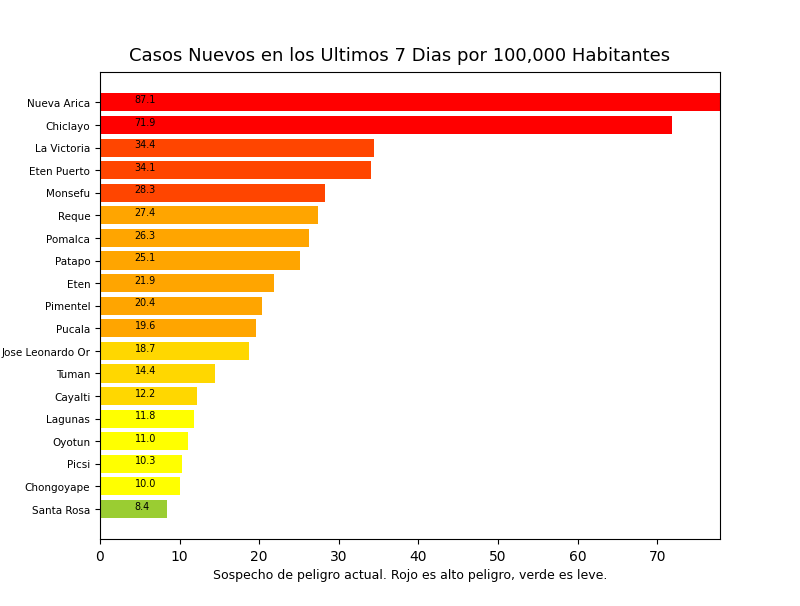 Casos Nuevos en los Ultimos 7 Dias por 100,000 Habitantes
Nueva Arica 87.1
Chiclayo 71.9
La Victoria 34.4
Eten Puerto 34.1
Monsefu 28.3
Reque 27.4
Pomalca 26.3
Patapo 25.1
Eten 21.9
Pimentel 20.4
Pucala 19.6
Jose Leonardo Or 18.7
Tuman 14.4
Cayalti 12.2
Lagunas 11.8
Oyotun 11.0
Picsi 10.3
Chongoyape 10.0
Santa Rosa 8.4
0 10 20 30 40 50 60 70
Sospecho de peligro actual. Rojo es alto peligro, verde es leve.